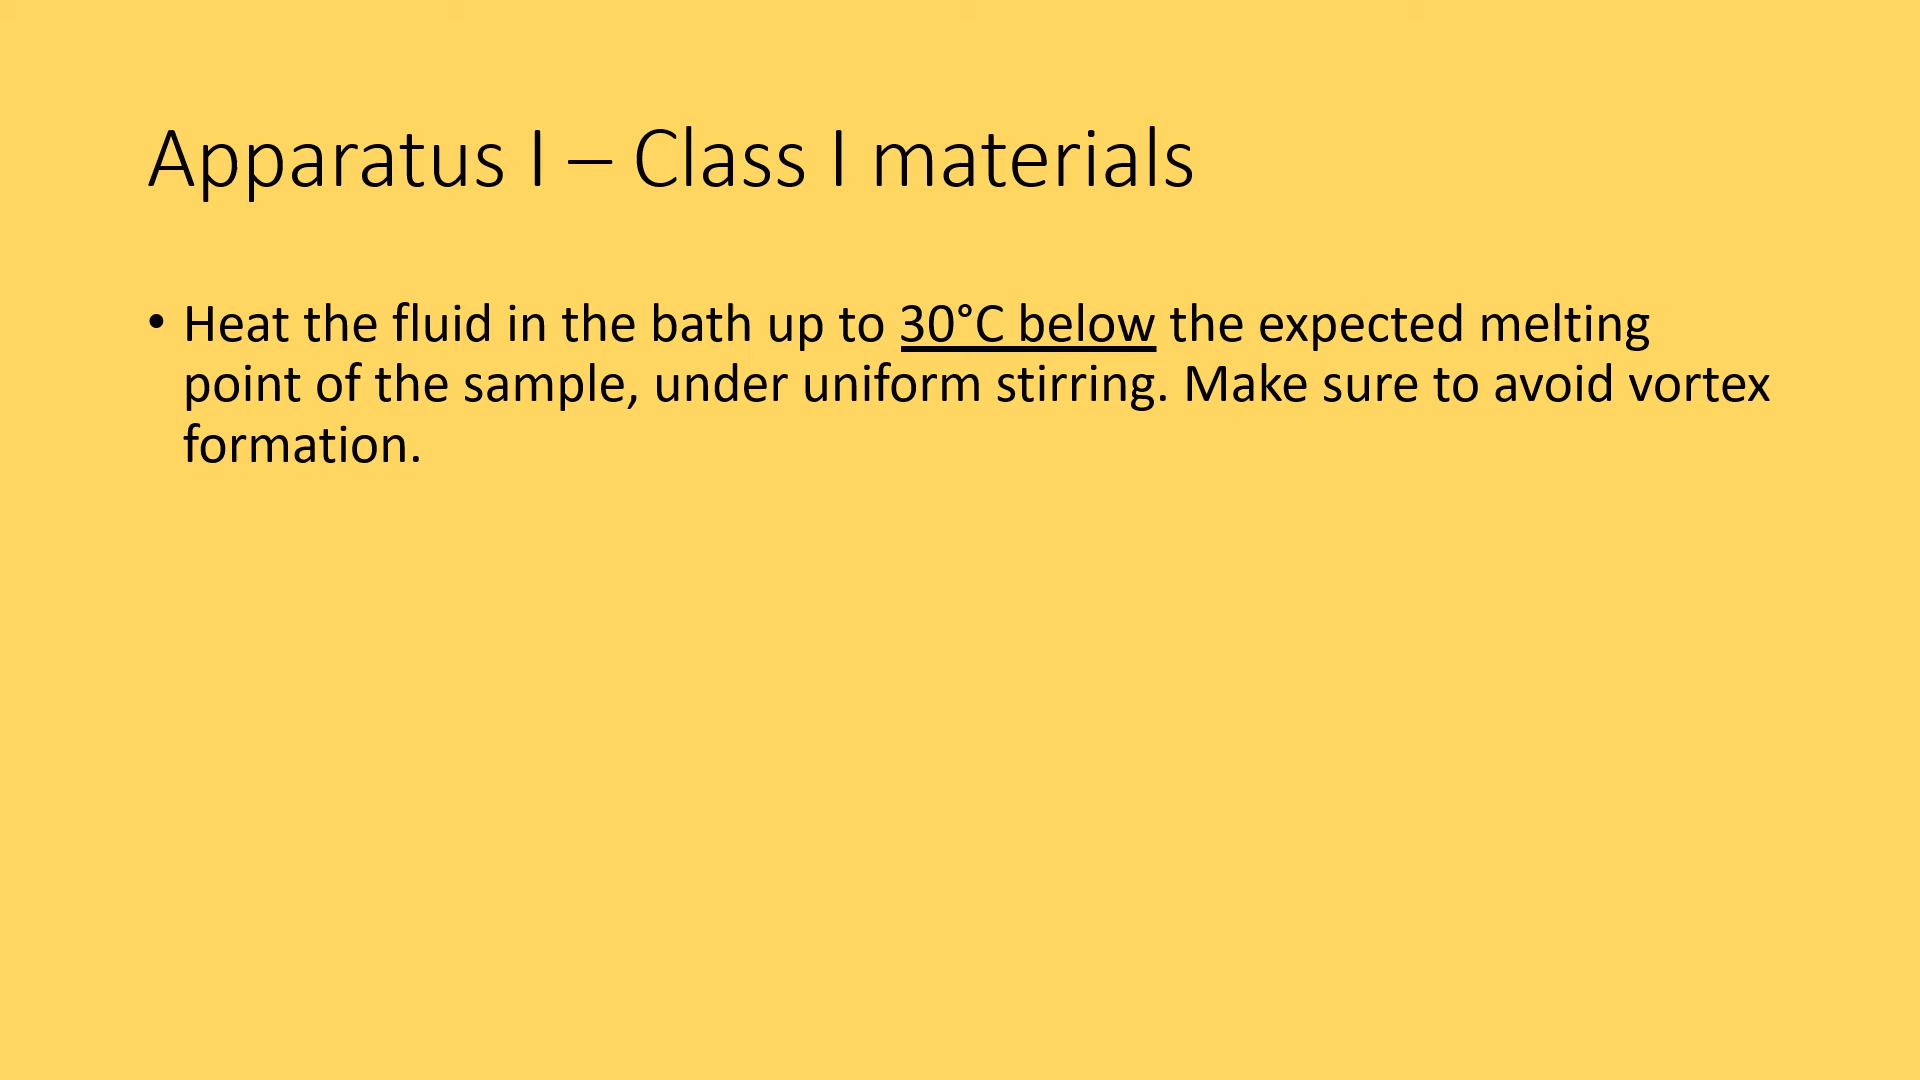 Apparatus I – Class I materials
• Heat the fluid in the bath up to 30°C below the expected melting
point of the sample, under uniform stirring. Make sure to avoid vortex
formation.